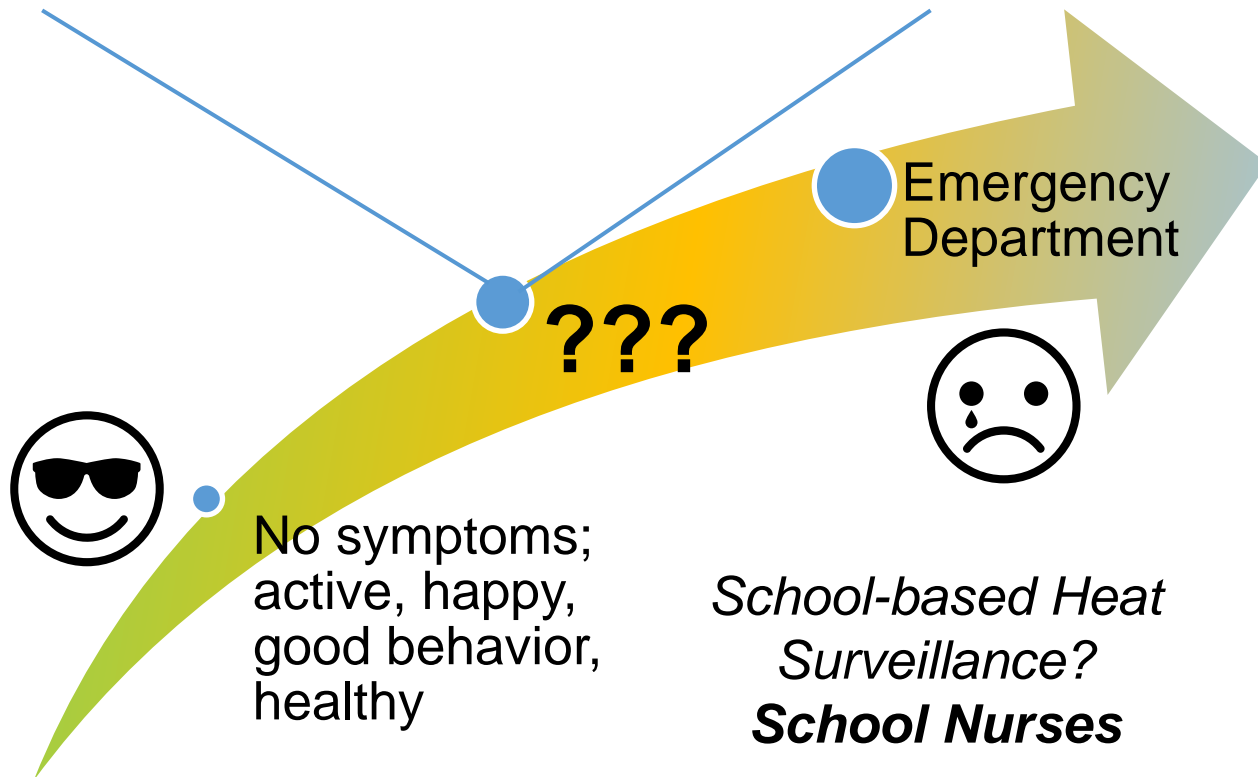 Emergency
Department
???
No symptoms;
active, happy,
good behavior,
healthy
School-based Heat
Surveillance?
School Nurses